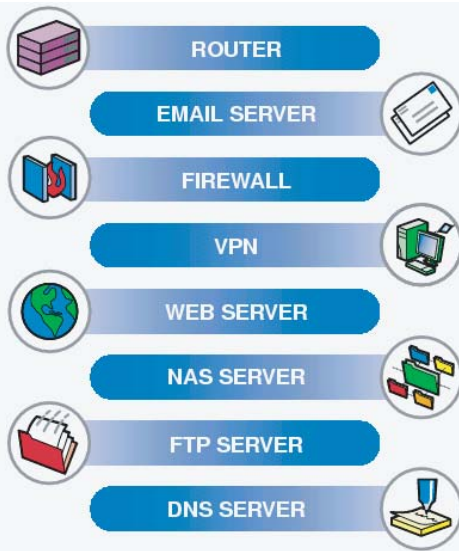 ROUTER
EMAIL SERVER
FIREWALL
VPN
WEB SERVER
NAS SERVER
FTP SERVER
DNS SERVER